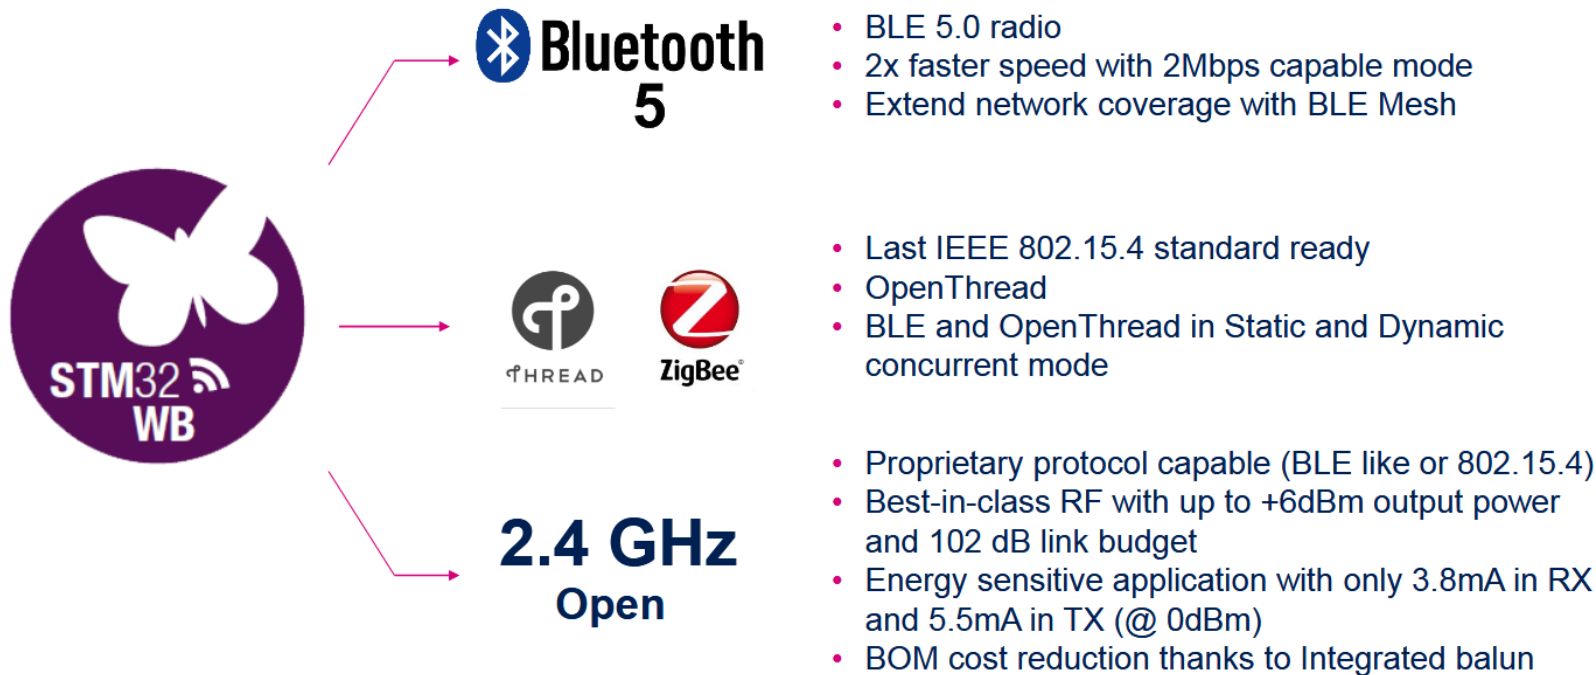 Bluetooth
5
• BLE 5.0 radio
• 2x faster speed with 2Mbps capable mode
• Extend network coverage with BLE Mesh
STM32
WB
THREAD
ZigBee
• Last IEEE 802.15.4 standard ready
• OpenThread
• BLE and OpenThread in Static and Dynamic
concurrent mode
2.4 GHz
Open
• Proprietary protocol capable (BLE like or 802.15.4)
• Best-in-class RF with up to +6dBm output power
and 102 dB link budget
• Energy sensitive application with only 3.8mA in RX
and 5.5mA in TX (@ 0dBm)
• BOM cost reduction thanks to Integrated balun